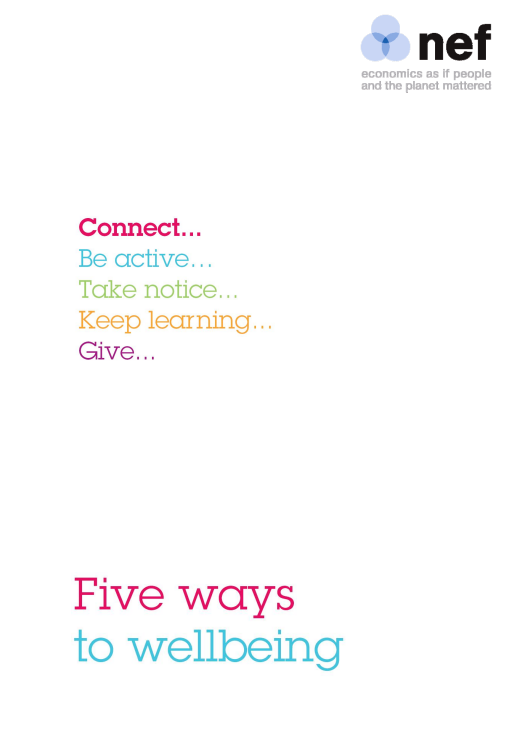 nef
economics as if people
and the planet mattered
Connect...
Be active...
Take notice...
Keep learning...
Give...
Five ways
to wellbeing